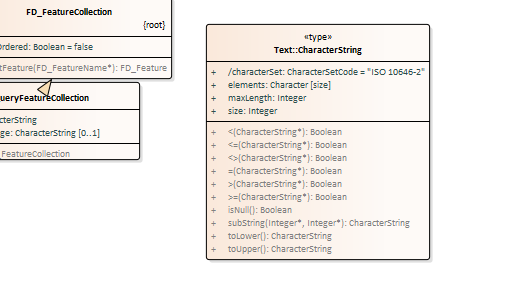 FD_FeatureCollection
{root}
Ordered: Boolean = false
tFeature(FD_FeatureName*): FD_Feature
ueryFeatureCollection
cterString
ge: CharacterString [0..1]
_FeatureCollection
«type»
Text::CharacterString
+ /characterSet: CharacterSetCode = "ISO 10646-2"
+ elements: Character [size]
+ maxLength: Integer
+ size: Integer
+ <(CharacterString*): Boolean
+ <=(CharacterString*): Boolean
+ <>(CharacterString*): Boolean
+ =(CharacterString*): Boolean
+ >(CharacterString*): Boolean
+ >=(CharacterString*): Boolean
+ isNull(): Boolean
+ subString(Integer*, Integer*): CharacterString
+ toLower(): CharacterString
+ toUpper(): CharacterString